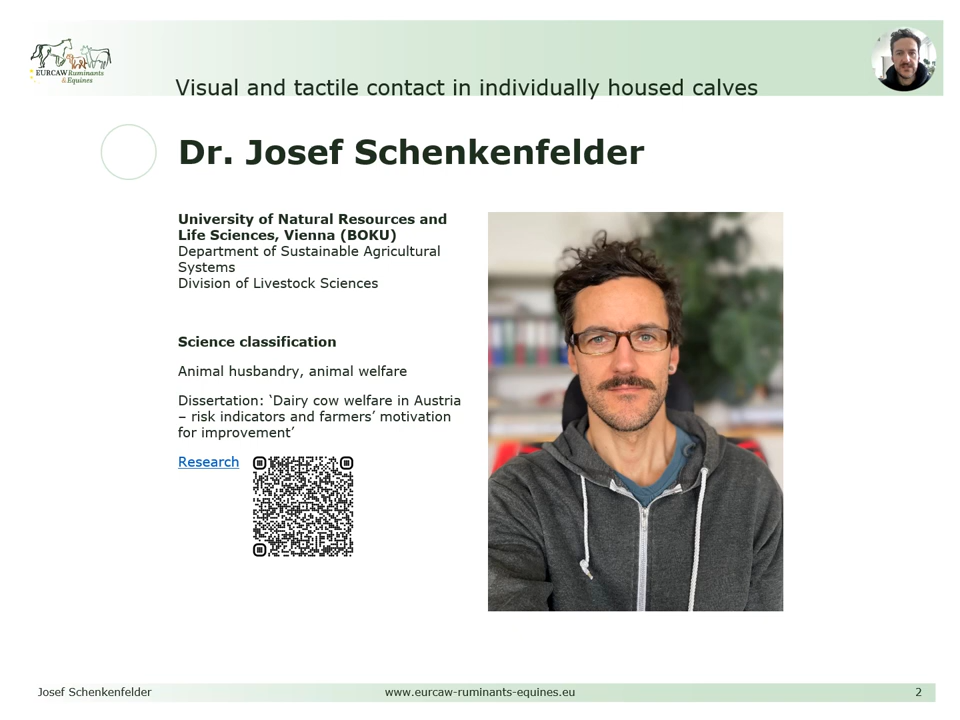 EURCAW Ruminants
& Equines
Visual and tactile contact in individually housed calves
Dr. Josef Schenkenfelder
University of Natural Resources and
Life Sciences, Vienna (BOKU)
Department of Sustainable Agricultural
Systems
Division of Livestock Sciences
Science classification
Animal husbandry, animal welfare
Dissertation: ‘Dairy cow welfare in Austria
– risk indicators and farmers’ motivation
for improvement’
Research
Josef Schenkenfelder
www.eurcaw-ruminants-equines.eu
2